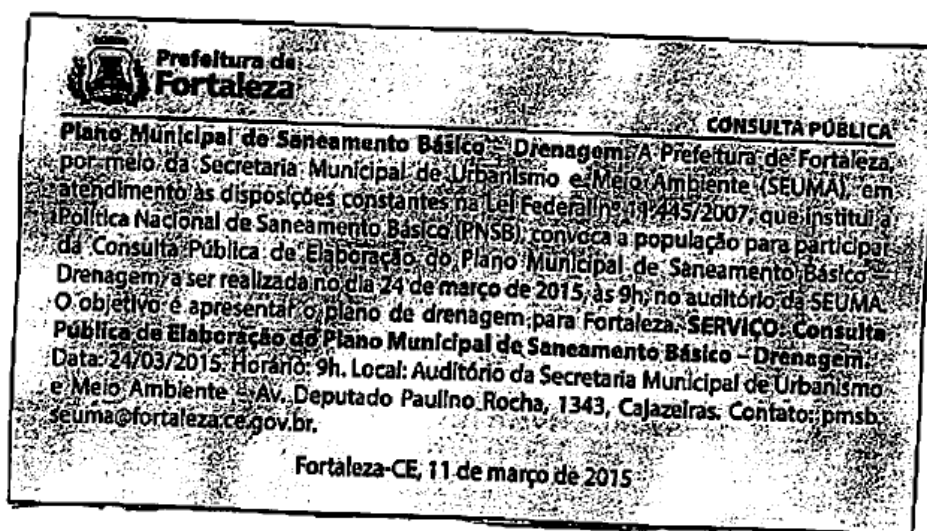 Prefeitura de
Fortaleza
CONSULTA PÚBLICA
Plano Municipal de Saneamento Básico – Drenagem. A Prefeitura de Fortaleza,
por meio da Secretaria Municipal de Urbanismo e Meio Ambiente (SEUMA), em
atendimento às disposições constantes na Lei Federal nº 11.445/2007, que institui a
Política Nacional de Saneamento Básico (PNSB), convoca a população para participar
da Consulta Pública de Elaboração do Plano Municipal de Saneamento Básico –
Drenagem, a ser realizada no dia 24 de março de 2015, às 9h, no auditório da SEUMA.
O objetivo é apresentar o plano de drenagem para Fortaleza. SERVIÇO: Consulta
Pública de Elaboração do Plano Municipal de Saneamento Básico – Drenagem.
Data: 24/03/2015. Horário: 9h. Local: Auditório da Secretaria Municipal de Urbanismo
e Meio Ambiente – Av. Deputado Paulino Rocha, 1343, Cajazeiras. Contato: pmsb.
seuma@fortaleza.ce.gov.br.
Fortaleza-CE, 11 de março de 2015